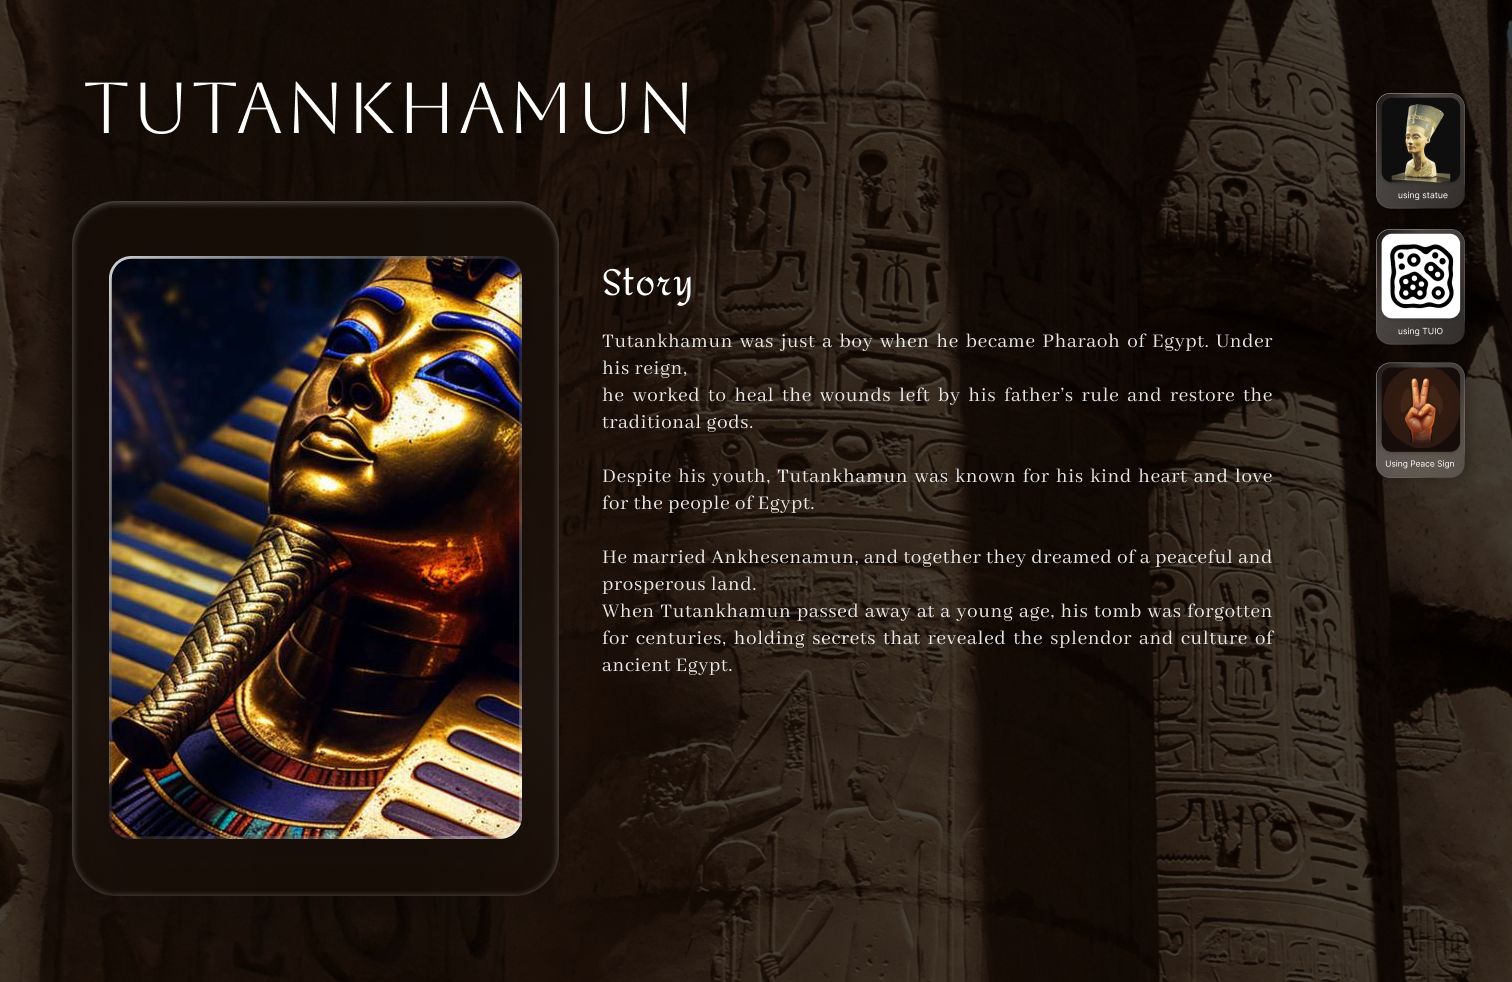 TUTANKHAMUN
Story
Tutankhamun was just a boy when he became Pharaoh of Egypt. Under
his reign,
he worked to heal the wounds left by his father’s rule and restore the
traditional gods.
Despite his youth, Tutankhamun was known for his kind heart and love
for the people of Egypt.
He married Ankhesenamun, and together they dreamed of a peaceful and
prosperous land.
When Tutankhamun passed away at a young age, his tomb was forgotten
for centuries, holding secrets that revealed the splendor and culture of
ancient Egypt.
using statue
using TUIO
Using Peace Sign